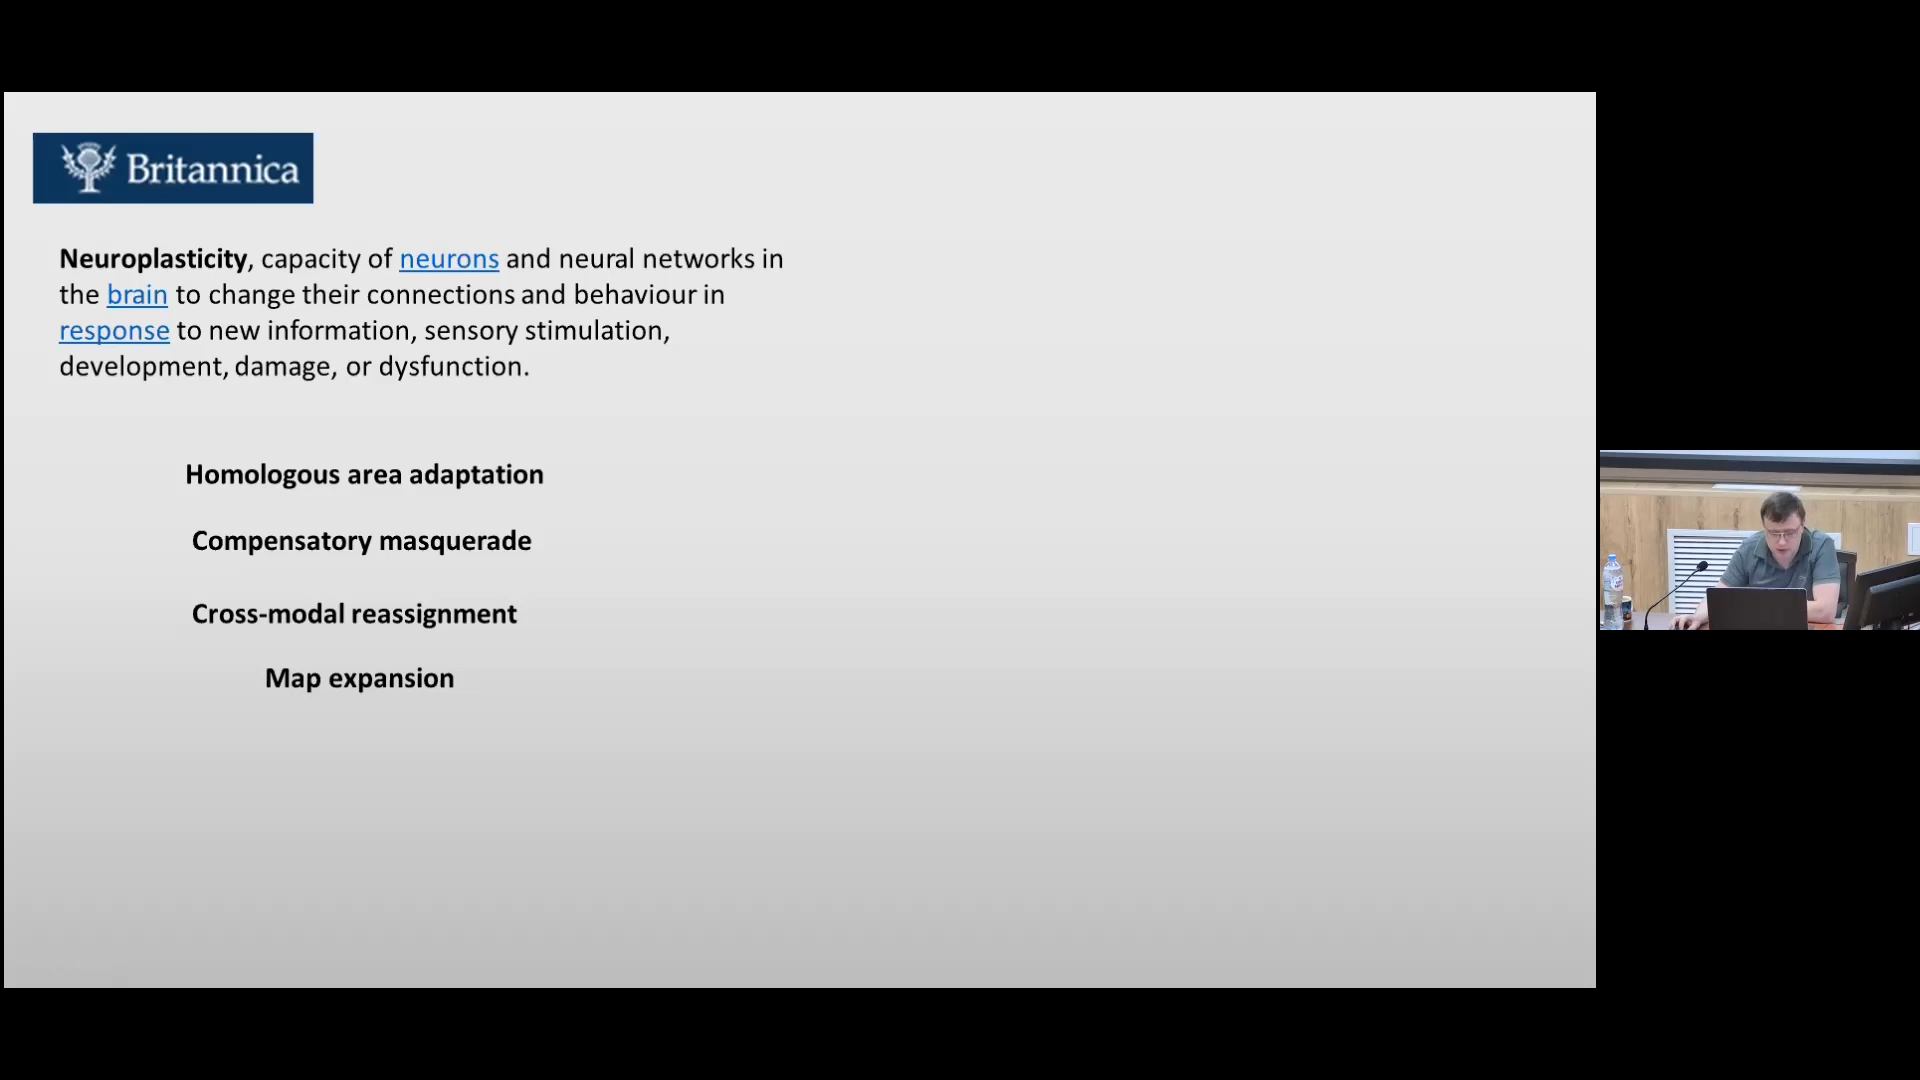 Britannica
Neuroplasticity, capacity of neurons and neural networks in
the brain to change their connections and behaviour in
response to new information, sensory stimulation,
development, damage, or dysfunction.
Homologous area adaptation
Compensatory masquerade
Cross-modal reassignment
Map expansion